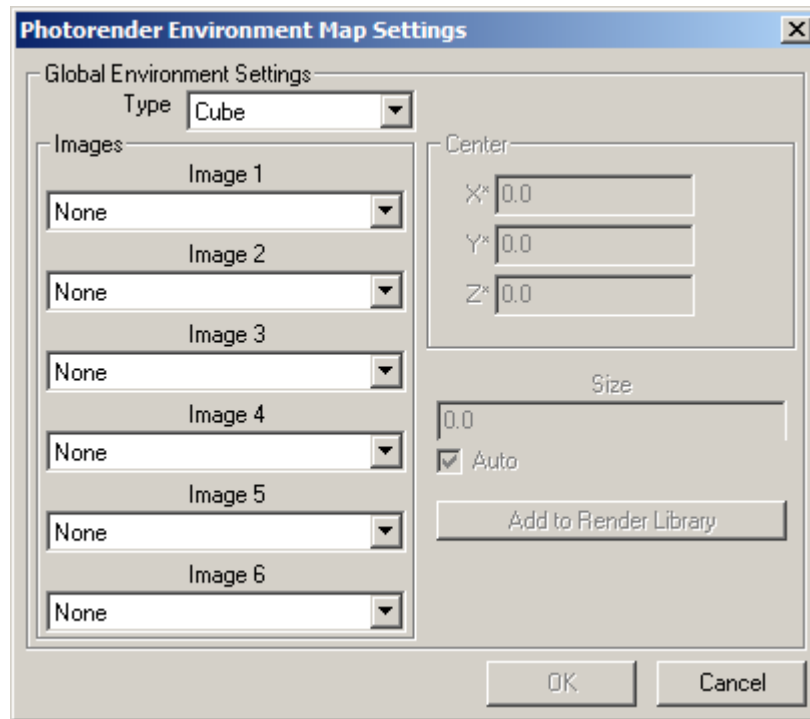 Photorender Environment Map Settings
Global Environment Settings
Type Cube
Images
Image 1
None
Image 2
None
Image 3
None
Image 4
None
Image 5
None
Image 6
None
Center
X* 0.0
Y* 0.0
Z* 0.0
Size
0.0
Auto
Add to Render Library
OK Cancel